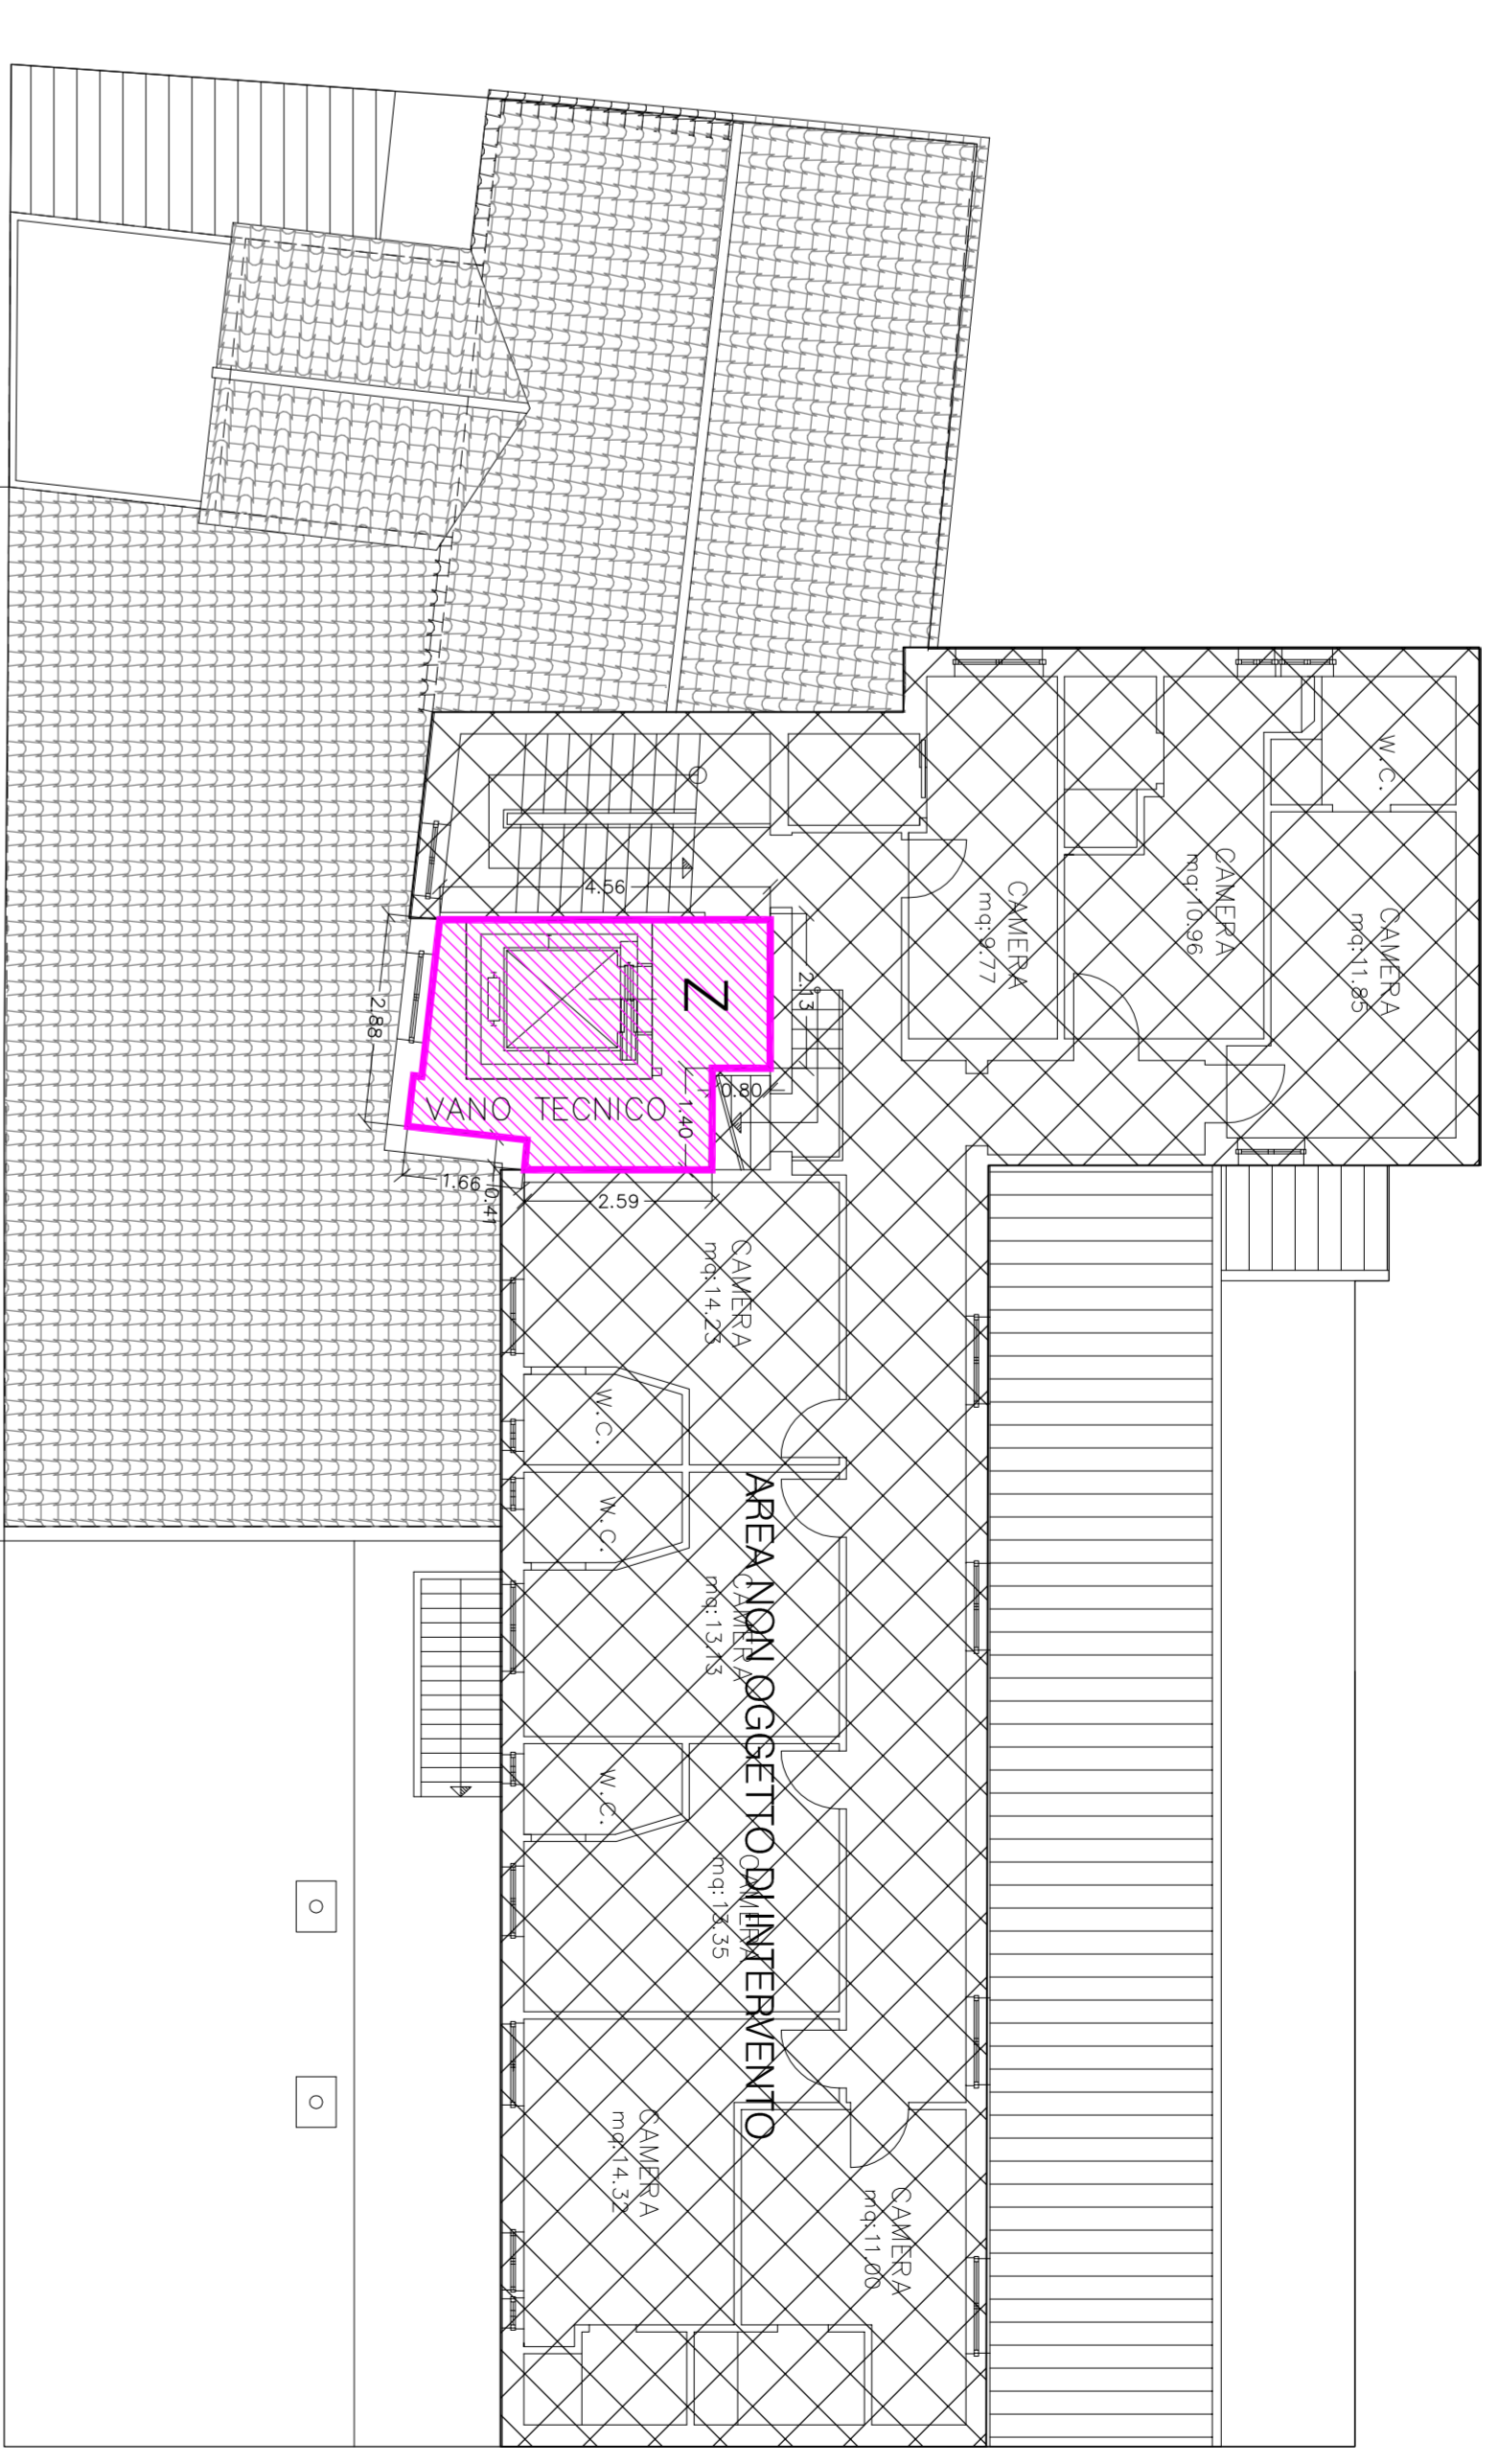 W.C.
CAMERA
mq:11.85
CAMERA
mq:10.96
CAMERA
mq:9.77
4.56
2.13
Z
2.88
VANO TECNICO
0.80
1.40
1.66
0.41
2.59
CAMERA
mq:14.23
W.C.
W.C.
AREA NON OGGETTO DI INTERVENTO
CAMERA
mq:13.13
W.C.
CAMERA
mq:13.35
CAMERA
mq:14.32
CAMERA
mq:11.00